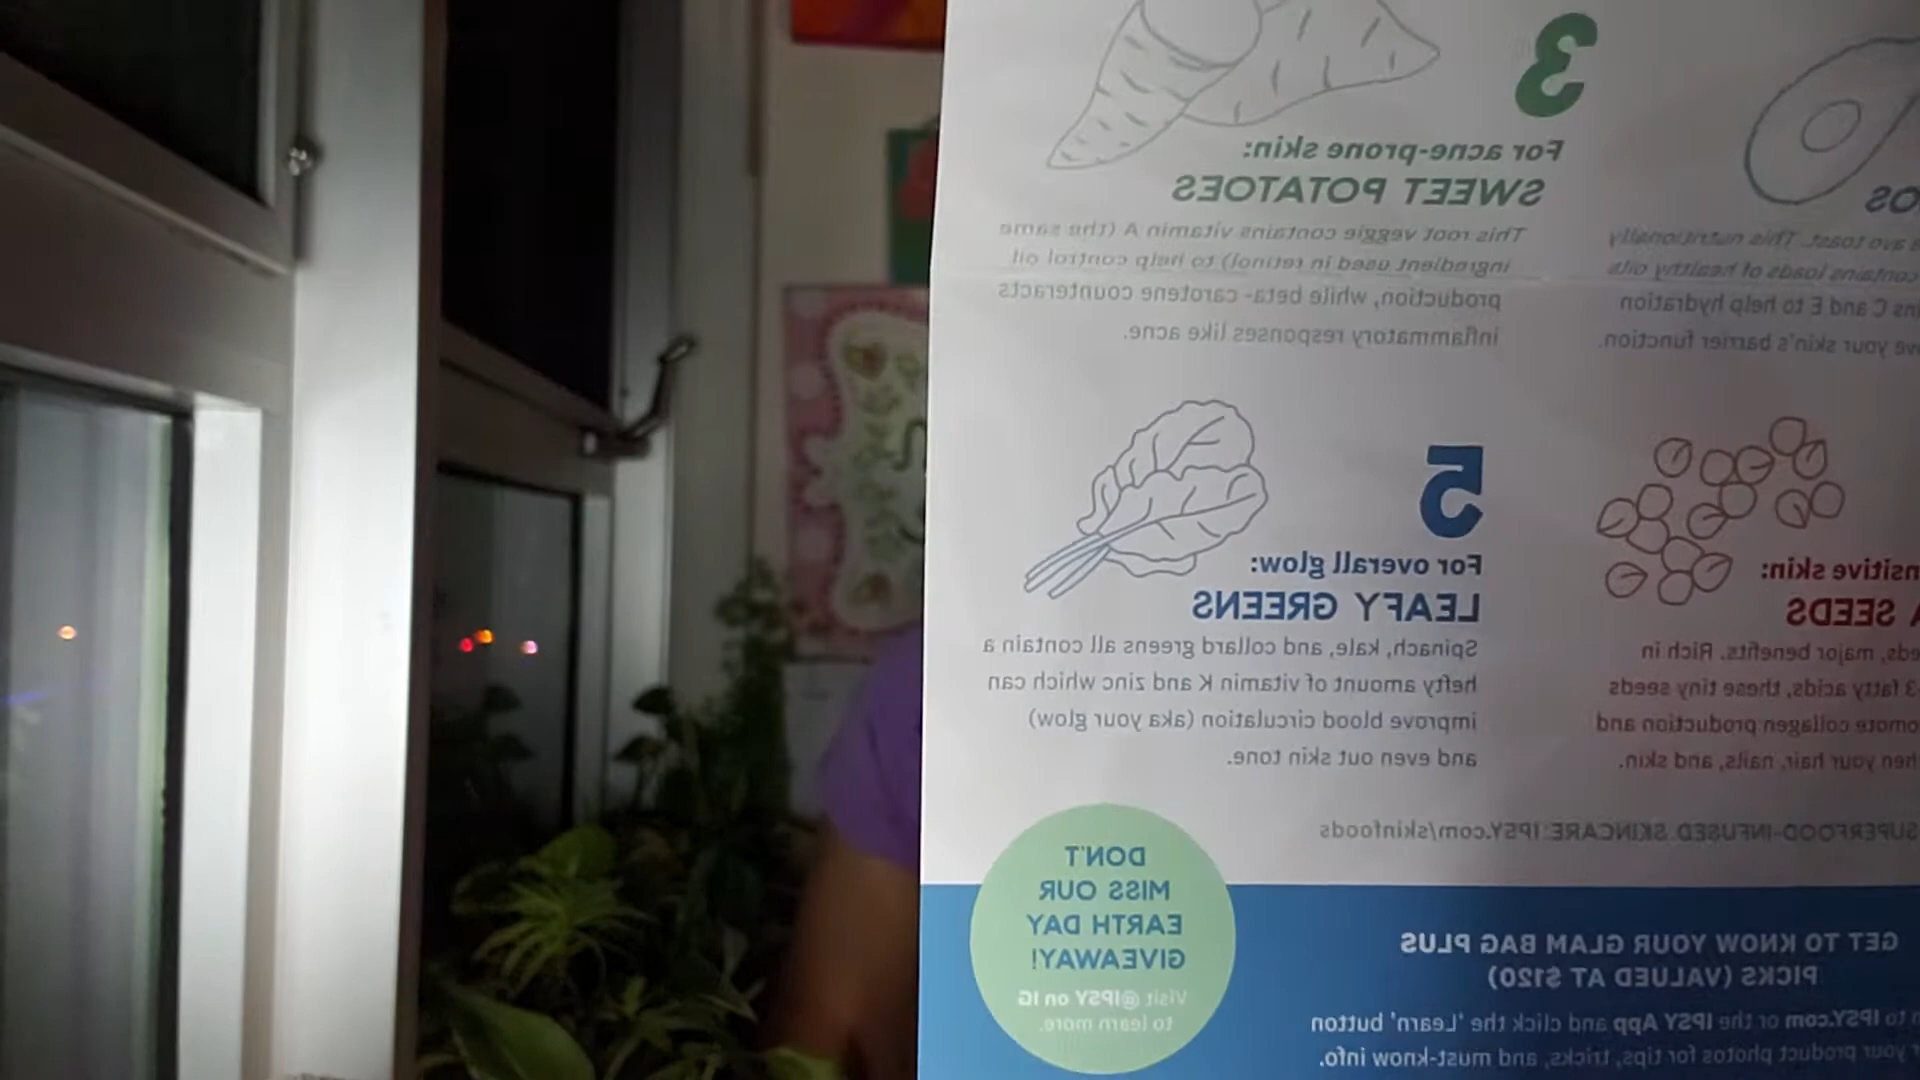 OS
avo toast. This nutritionally
contains loads of healthy oils
C and E to help hydration
your skin's barrier function.
3
For acne-prone skin:
SWEET POTATOES
This root veggie contains vitamin A (the same
ingredient used in retinol) to help control oil
production, while beta- carotene counteracts
inflammatory responses like acne.
nsitive skin:
A SEEDS
eds, major benefits. Rich in
3 fatty acids, these tiny seeds
omote collagen production and
hen your hair, nails, and skin.
5
For overall glow:
LEAFY GREENS
Spinach, kale, and collard greens all contain a
hefty amount of vitamin K and zinc which can
improve blood circulation (aka your glow)
and even out skin tone.
SUPERFOOD-INFUSED SKINCARE: IPSY.com/skinfoods
GET TO KNOW YOUR GLAM BAG PLUS
PICKS (VALUED AT $120)
to IPSY.com or the IPSY App and click the 'Learn' button
your product photos for tips, tricks, and must-know info.
DON'T
MISS OUR
EARTH DAY
GIVEAWAY!
Visit @IPSY on IG
to learn more.